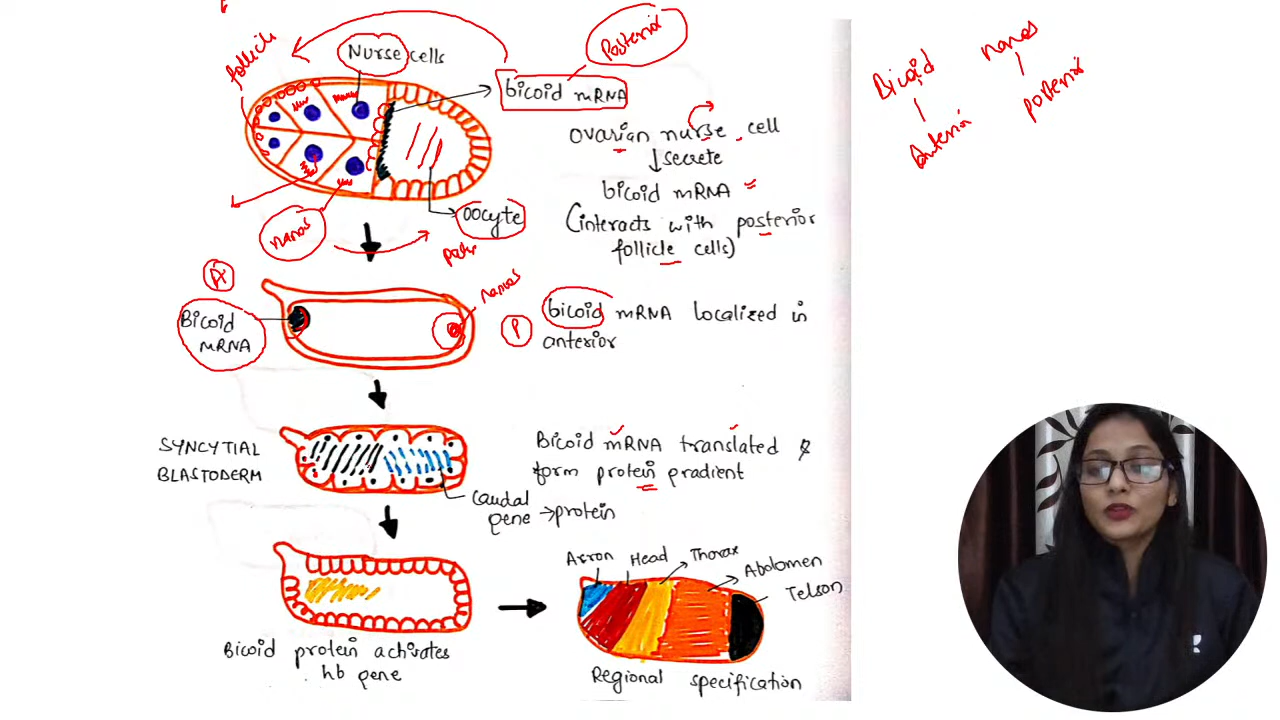 Posterior
Nurse cells
follicle
bicoid mRNA
ovarian nurse cell
secrete
bicoid mRNA
(interacts with posterior
follicle cells)
oocyte
nanos
Bicoid
Anterior
nanos
posterior
nanos
Bicoid
mRNA
P
bicoid mRNA localized in
anterior
SYNCYTIAL
BLASTODERM
Bicoid mRNA translated &
form protein gradient
caudal
gene → protein
Bicoid protein activates
hb gene
Acron
Head
Thorax
Abdomen
Telson
Regional specification